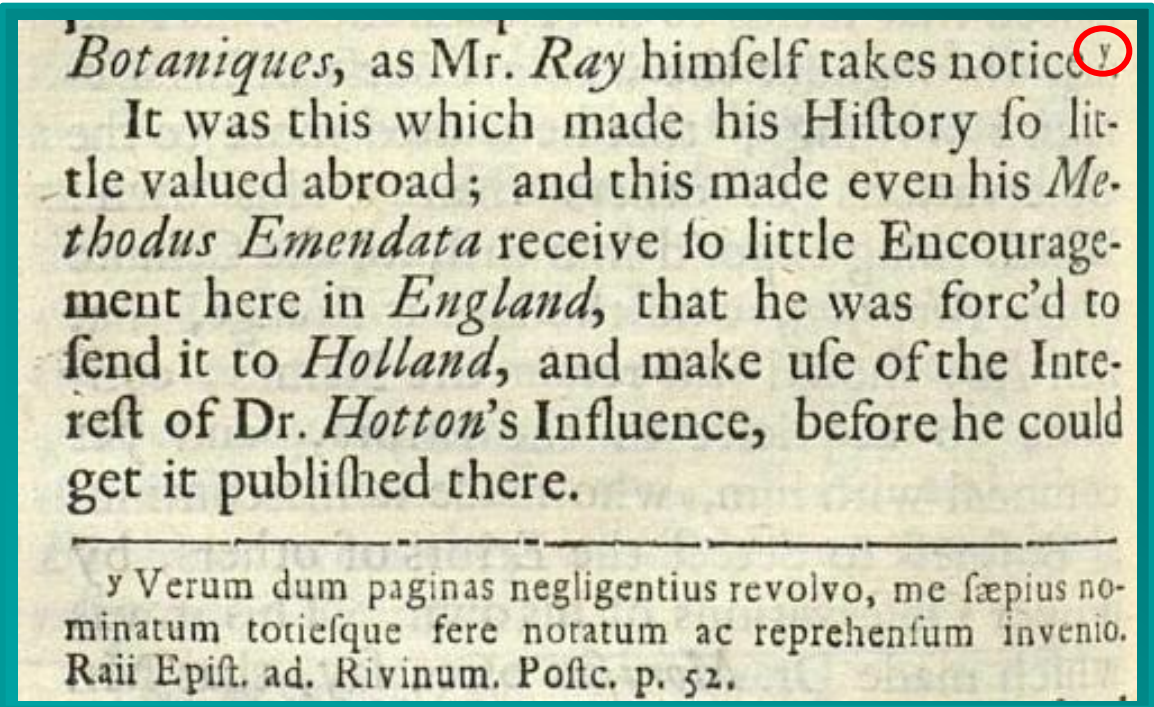 Botaniques, as Mr. Ray himſelf takes notice y.
It was this which made his Hiſtory ſo lit-
tle valued abroad; and this made even his Me-
thodus Emendata receive ſo little Encourage-
ment here in England, that he was forc'd to
ſend it to Holland, and make uſe of the Inte-
reſt of Dr. Hotton's Influence, before he could
get it publiſhed there.
y Verum dum paginas negligentius revolvo, me ſæpius no-
minatum totieſque fere notatum ac reprehenſum invenio.
Raii Epiſt. ad. Rivinum. Poſtc. p. 52.